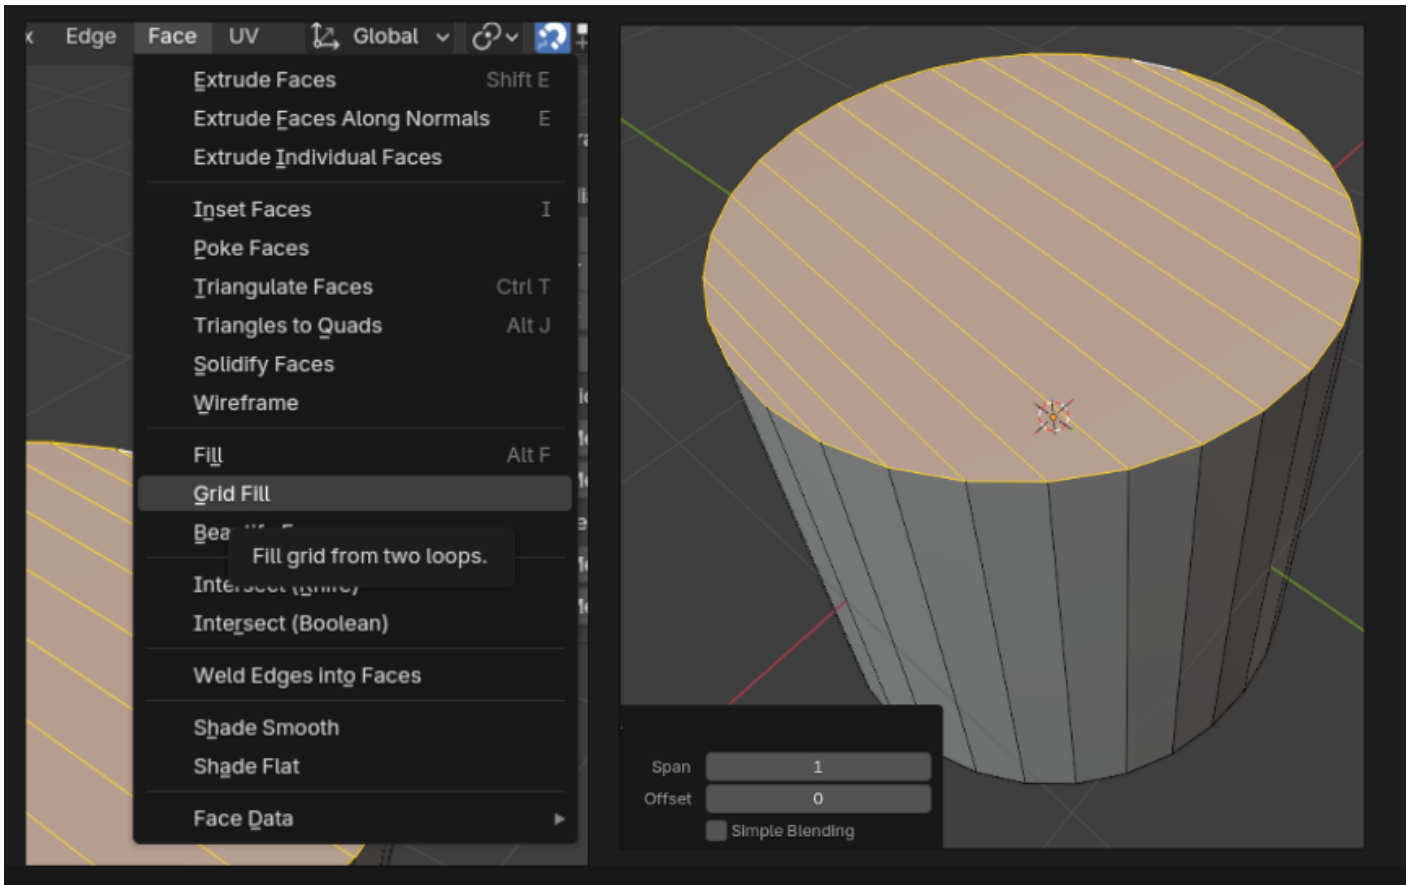 Edge Face UV Global
Extrude Faces Shift E
Extrude Faces Along Normals E
Extrude Individual Faces
Inset Faces I
Poke Faces
Triangulate Faces Ctrl T
Triangles to Quads Alt J
Solidify Faces
Wireframe
Fill Alt F
Grid Fill
Fill grid from two loops.
Intersect (Knife)
Intersect (Boolean)
Weld Edges into Faces
Shade Smooth
Shade Flat
Face Data
Span 1
Offset 0
Simple Blending